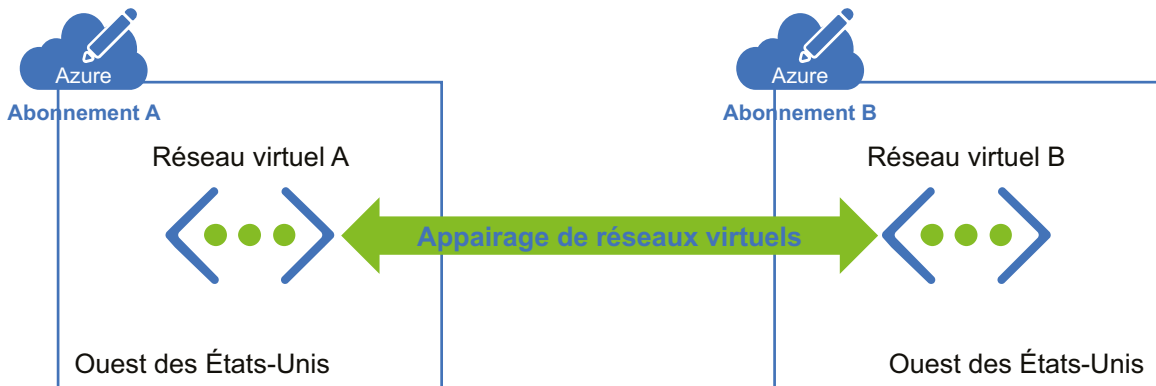 Azure
Abonnement A
Réseau virtuel A
Ouest des États-Unis
Appairage de réseaux virtuels
Azure
Abonnement B
Réseau virtuel B
Ouest des États-Unis